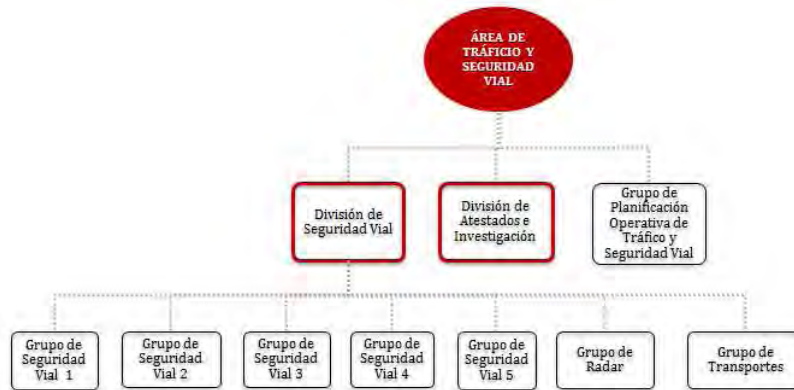 ÁREA DE
TRÁFICIO Y
SEGURIDAD
VIAL
División de
Seguridad Vial
División de
Atestados e
Investigación
Grupo de
Planificación
Operativa de
Tráfico y
Seguridad Vial
Grupo de
Seguridad
Vial 1
Grupo de
Seguridad
Vial 2
Grupo de
Seguridad
Vial 3
Grupo de
Seguridad
Vial 4
Grupo de
Seguridad
Vial 5
Grupo de
Radar
Grupo de
Transportes